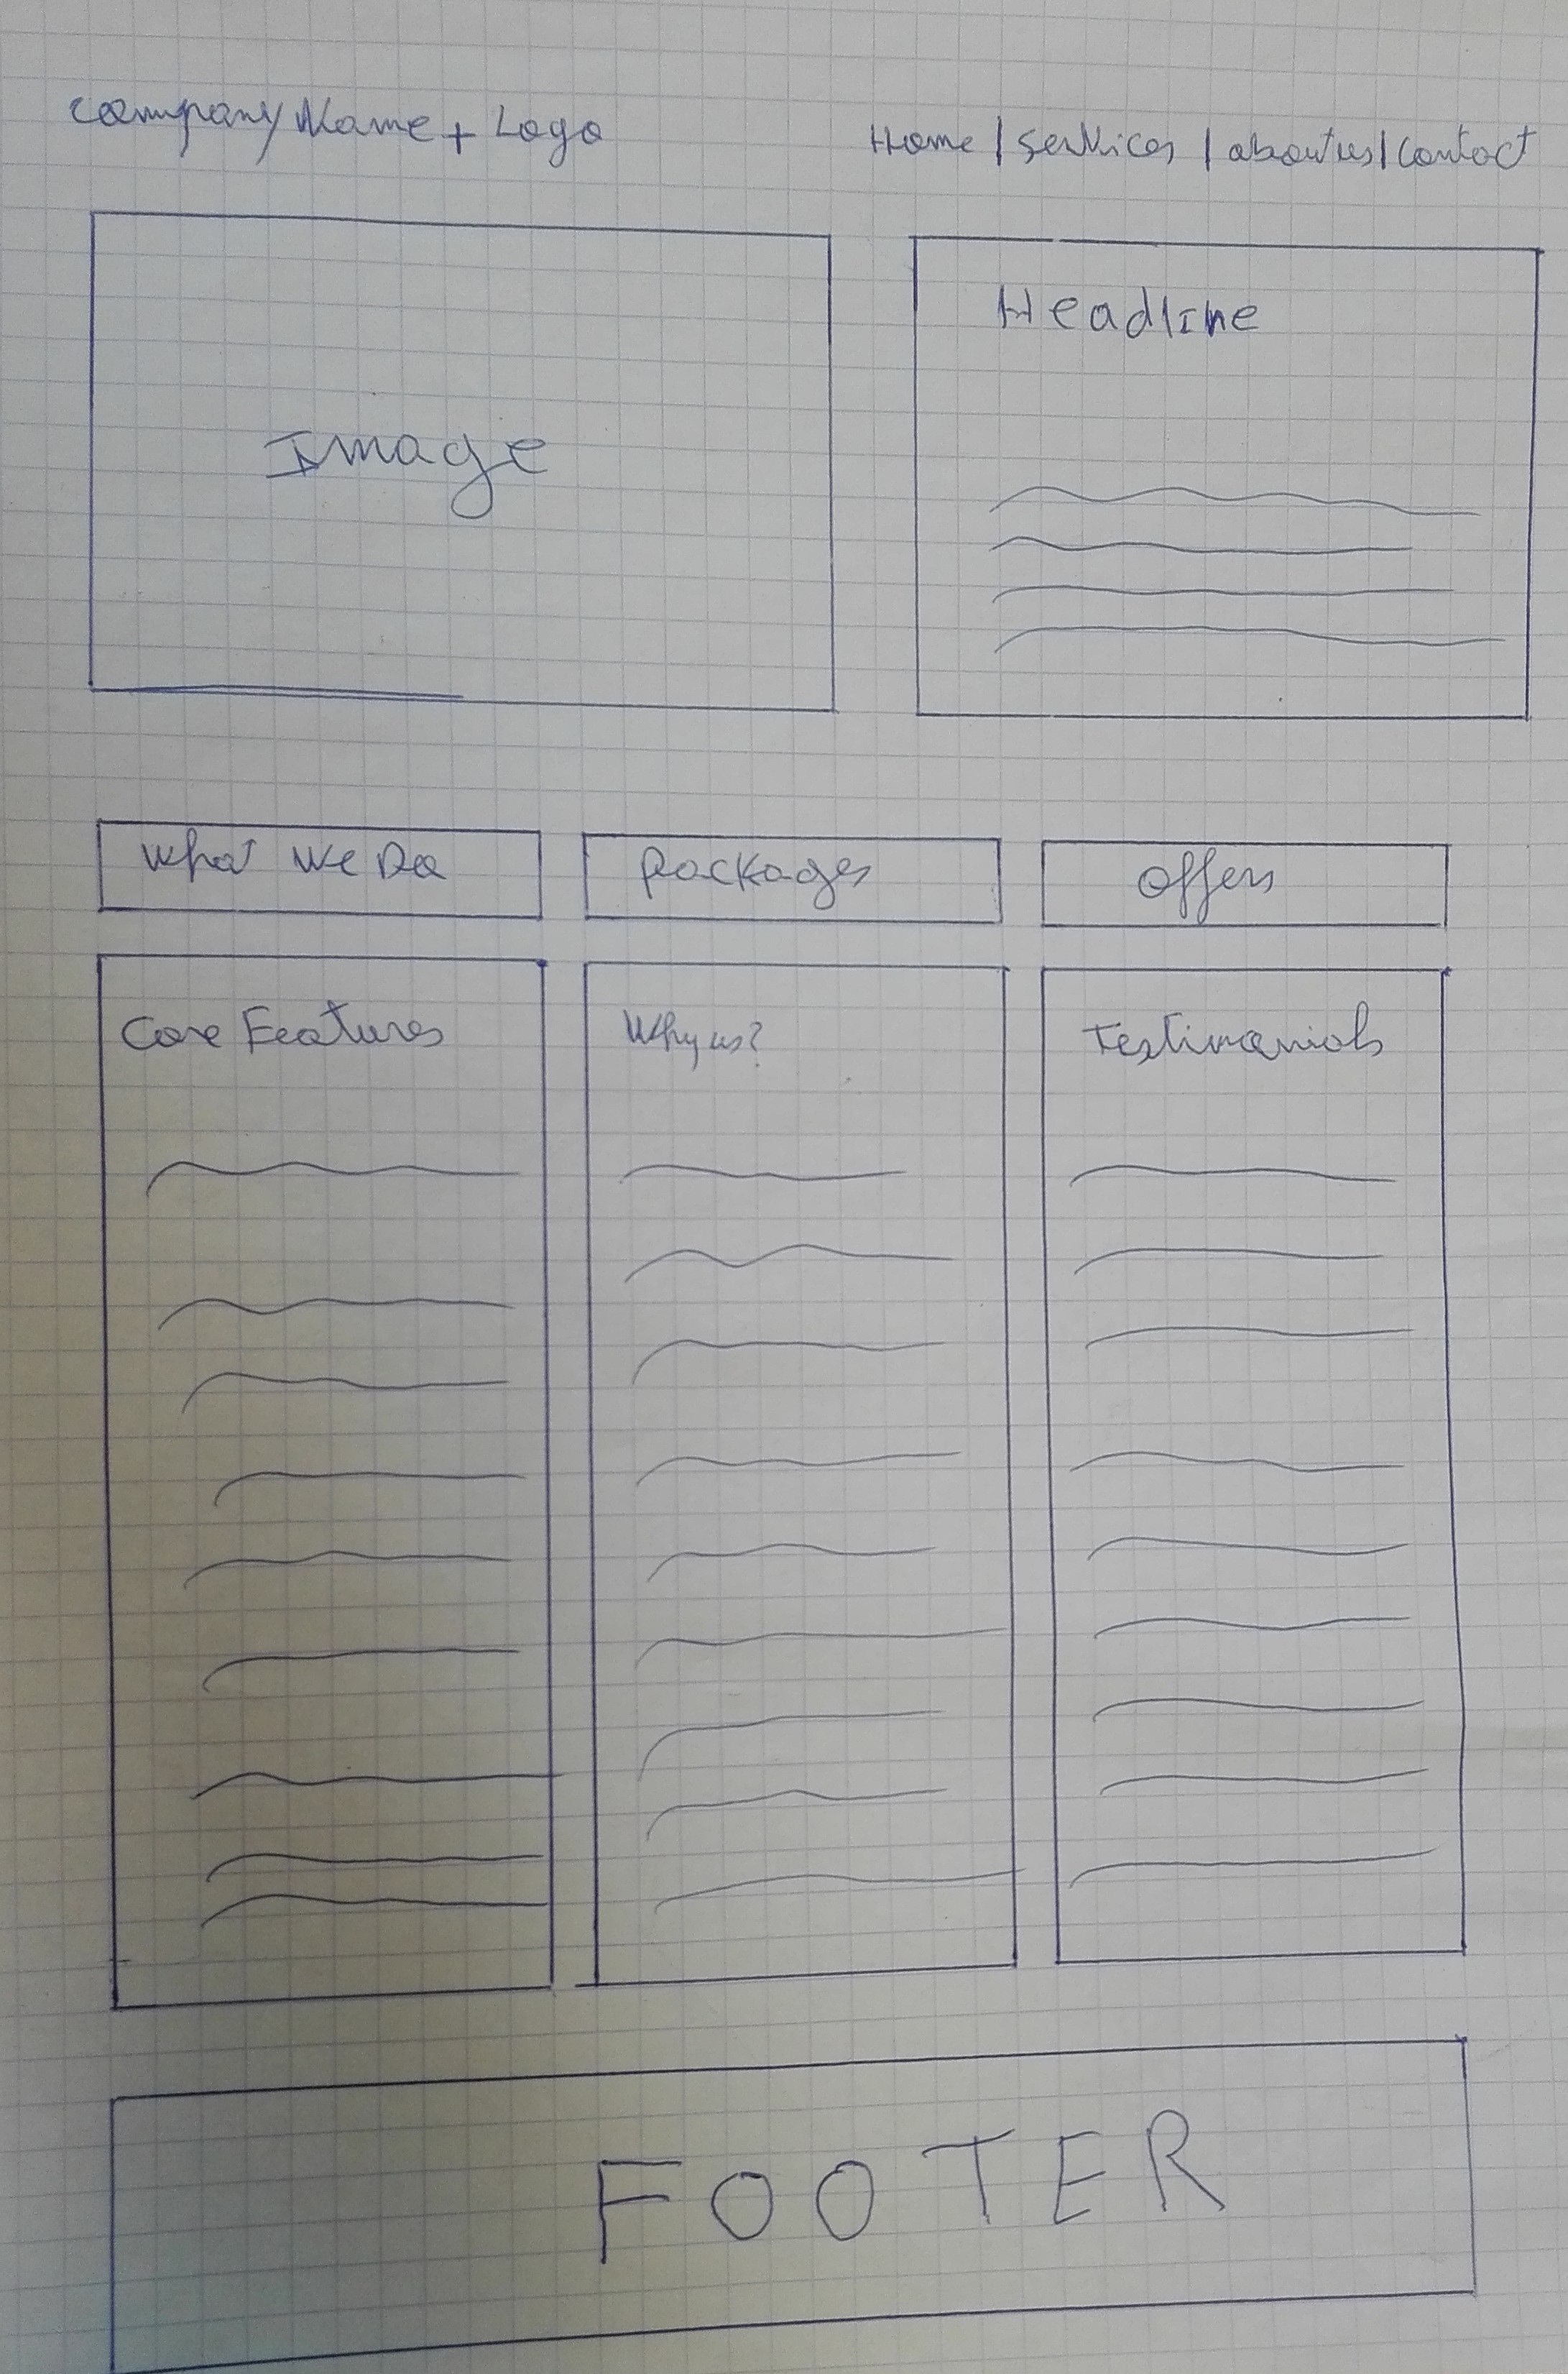 Company Name + Logo
Home | Services | about us | Contact
Image
Headline
What We Do
Packages
Offers
Core Features
Why us?
Testimonials
FOOTER